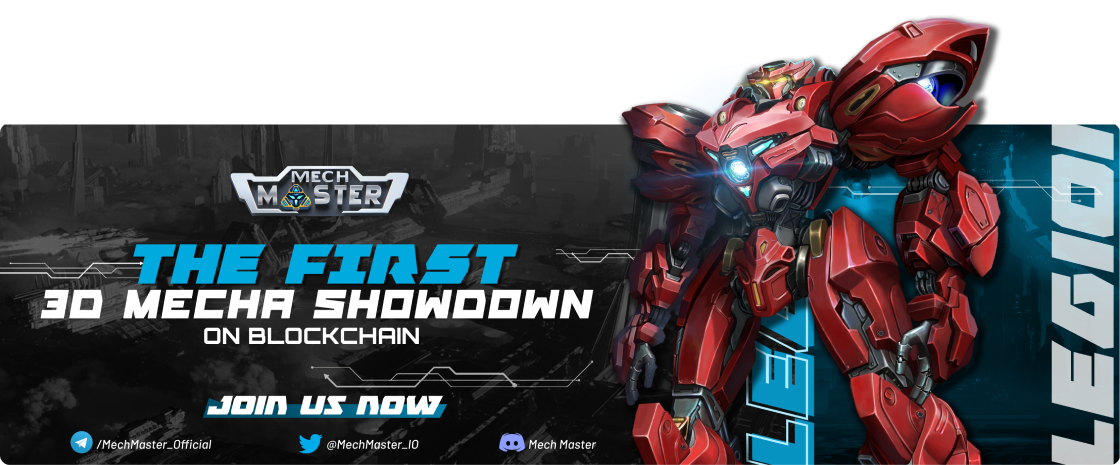 MECH
MASTER
THE FIRST
3D MECHA SHOWDOWN
ON BLOCKCHAIN
JOIN US NOW
/MechMaster_Official
@MechMaster_IO
Mech Master
LEGION